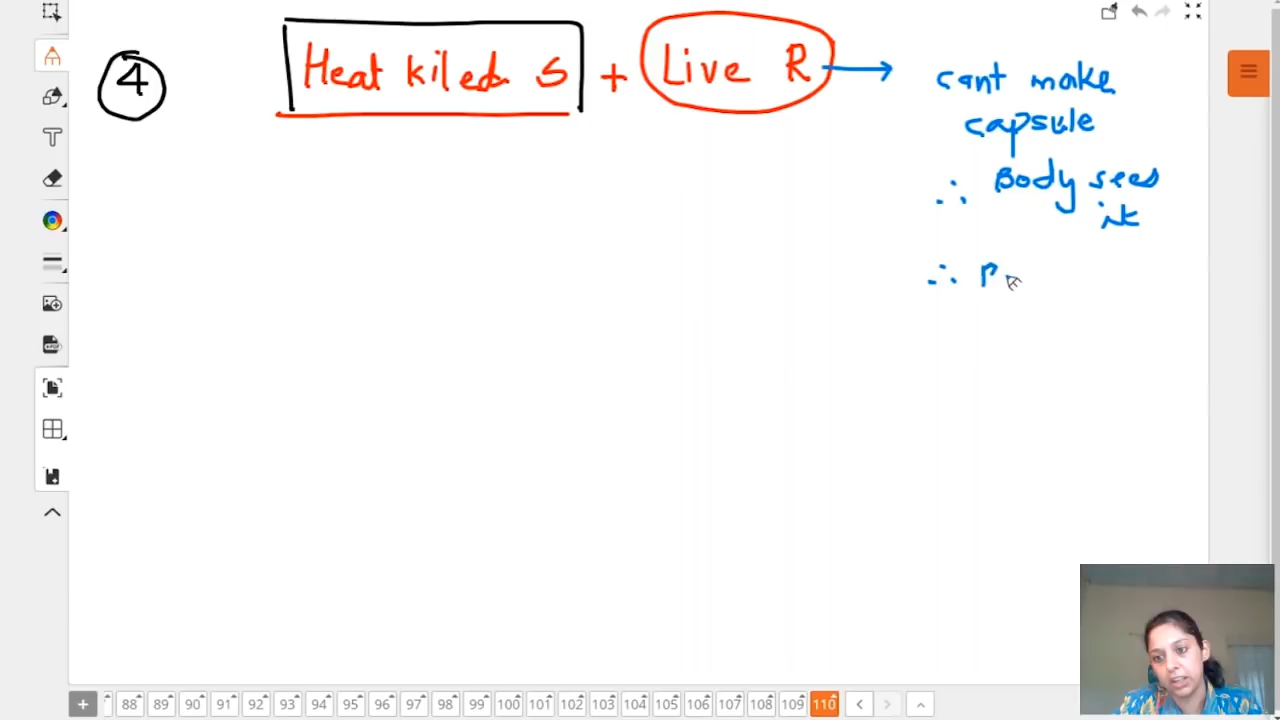 4
Heat kiled S + Live R → cant make
capsule
∴ Body sees
it
∴
88 89 90 91 92 93 94 95 96 97 98 99 100 101 102 103 104 105 106 107 108 109 110